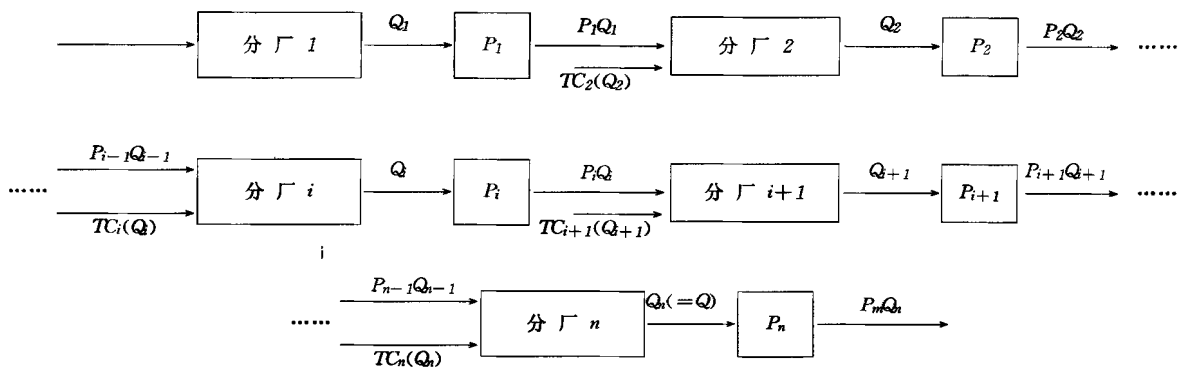 Q1 P1Q1 Q2 P2Q2
分厂 1 P1 分厂 2 P2 ……
TC2(Q2)
Pi-1Qi-1 Qi PiQi Qi+1 Pi+1Qi+1
…… 分厂 i Pi 分厂 i+1 Pi+1 ……
TCi(Qi) TCi+1(Qi+1)
i
Pn-1Qn-1 Qn(=Q) PmQn
…… 分厂 n Pn
TCn(Qn)